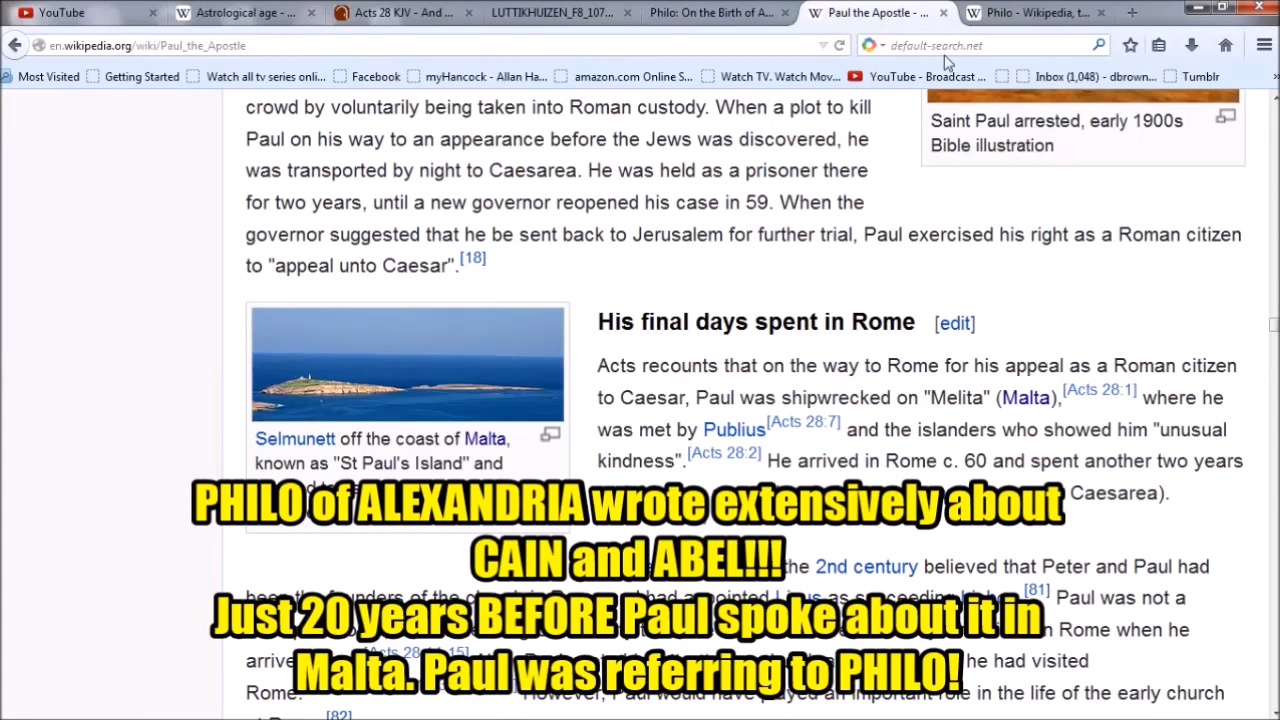 YouTube
Astrological age - ...
Acts 28 KJV - And ...
LUTTIKHUIZEN_F8_107...
Philo: On the Birth of A...
Paul the Apostle - ...
Philo - Wikipedia, t...
en.wikipedia.org/wiki/Paul_the_Apostle
default-search.net
Most Visited
Getting Started
Watch all tv series onli...
Facebook
myHancock - Allan Ha...
amazon.com Online S...
Watch TV. Watch Mov...
YouTube - Broadcast ...
Inbox (1,048) - dbrown...
Tumblr
crowd by voluntarily being taken into Roman custody. When a plot to kill
Paul on his way to an appearance before the Jews was discovered, he
was transported by night to Caesarea. He was held as a prisoner there
for two years, until a new governor reopened his case in 59. When the
governor suggested that he be sent back to Jerusalem for further trial, Paul exercised his right as a Roman citizen
to "appeal unto Caesar".[18]
Saint Paul arrested, early 1900s
Bible illustration
His final days spent in Rome [edit]
Acts recounts that on the way to Rome for his appeal as a Roman citizen
to Caesar, Paul was shipwrecked on "Melita" (Malta),[Acts 28:1] where he
was met by Publius[Acts 28:7] and the islanders who showed him "unusual
kindness".[Acts 28:2] He arrived in Rome c. 60 and spent another two years
Caesarea).
Selmunett off the coast of Malta,
known as "St Paul's Island" and
PHILO of ALEXANDRIA wrote extensively about
CAIN and ABEL!!!
Just 20 years BEFORE Paul spoke about it in
Malta. Paul was referring to PHILO!
the 2nd century believed that Peter and Paul had
[81] Paul was not a
in Rome when he
he had visited
Rome. However, Paul would have played an important role in the life of the early church
[82]